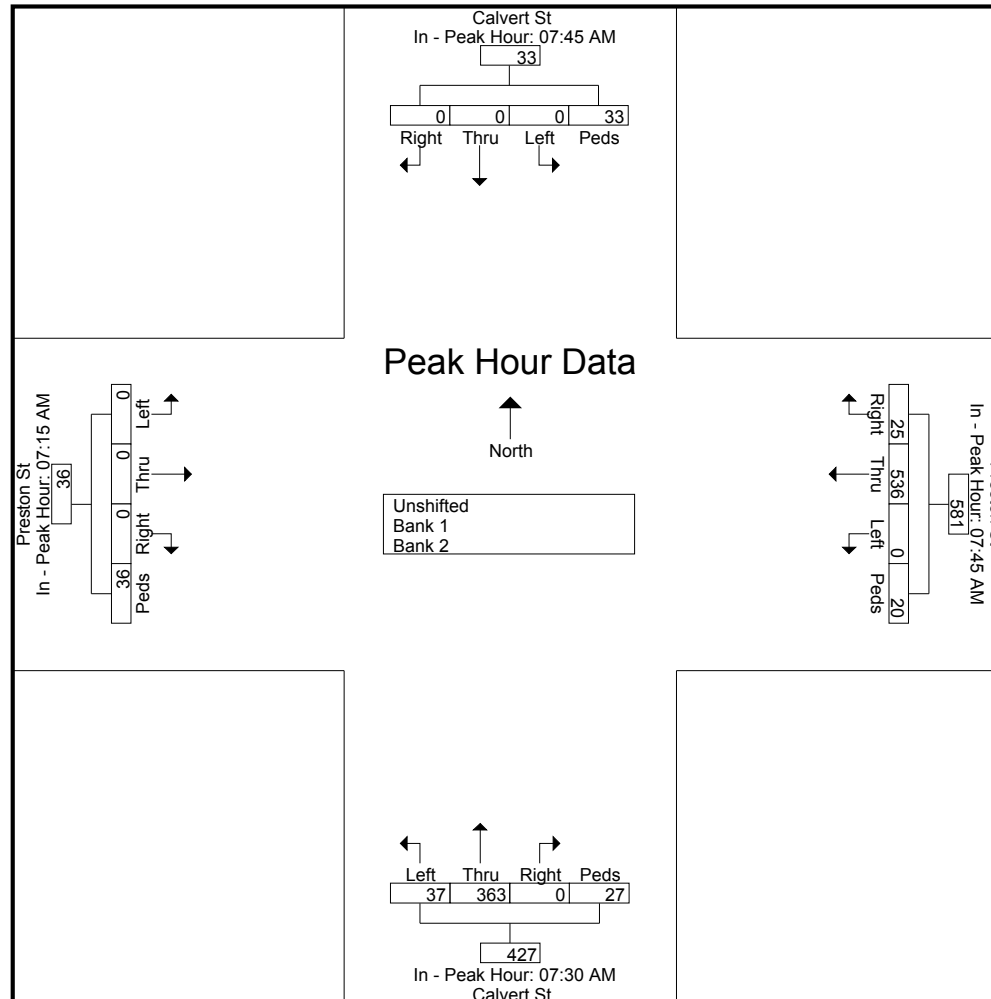 Calvert St
In - Peak Hour: 07:45 AM
33
0 0 0 33
Right Thru Left Peds
Peak Hour Data
North
Unshifted
Bank 1
Bank 2
Preston St
In - Peak Hour: 07:15 AM
36
0 0 0 36
Left Thru Right Peds
In - Peak Hour: 07:45 AM
581
25 536 0 20
Right Thru Left Peds
Left Thru Right Peds
37 363 0 27
427
In - Peak Hour: 07:30 AM
Calvert St